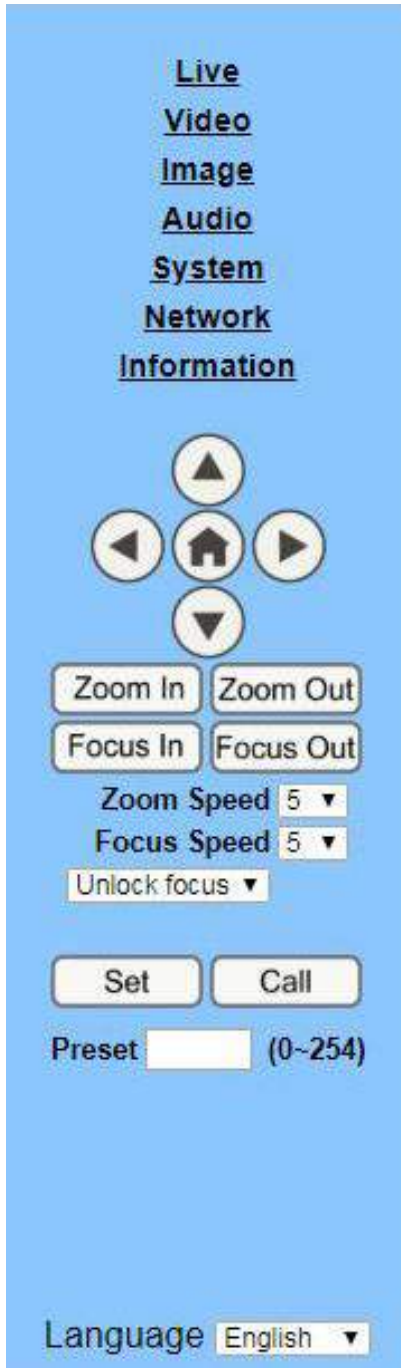 Live
Video
Image
Audio
System
Network
Information
Zoom In Zoom Out
Focus In Focus Out
Zoom Speed 5
Focus Speed 5
Unlock focus
Set Call
Preset (0~254)
Language English